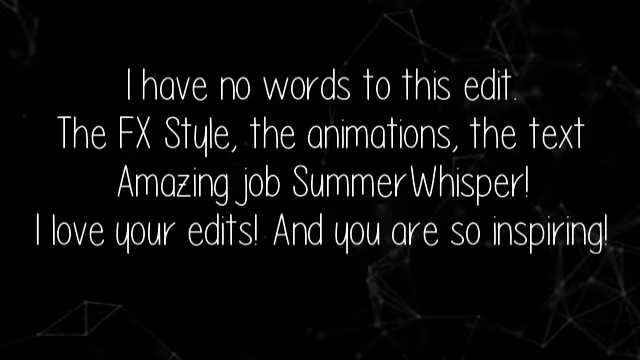 I have no words to this edit.
The FX Style, the animations, the text
Amazing job SummerWhisper!
I love your edits! And you are so inspiring!